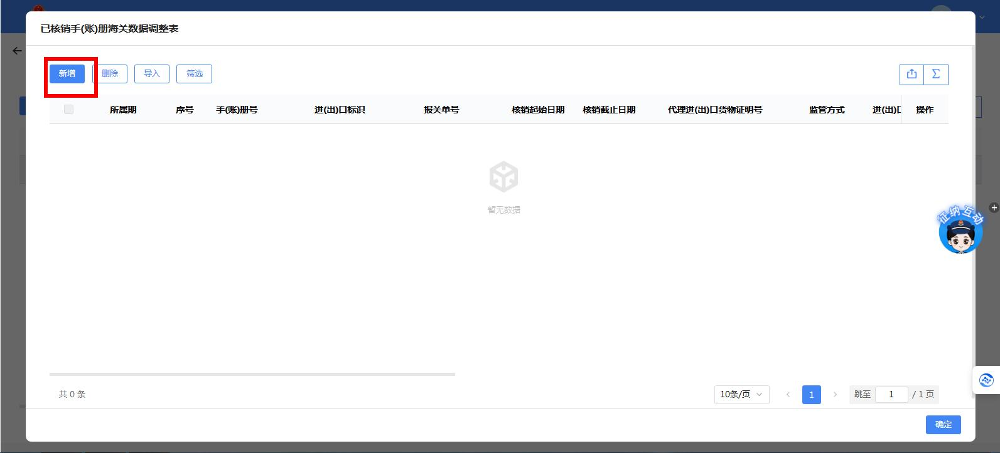 已核销手(账)册海关数据调整表
新增 删除 导入 筛选
所属期 序号 手(账)册号 进(出)口标识 报关单号 核销起始日期 核销截止日期 代理进(出)口货物证明号 监管方式 进(出)口 操作
暂无数据
征纳互动
共 0 条 10条/页 1 跳至 1 / 1 页
确定